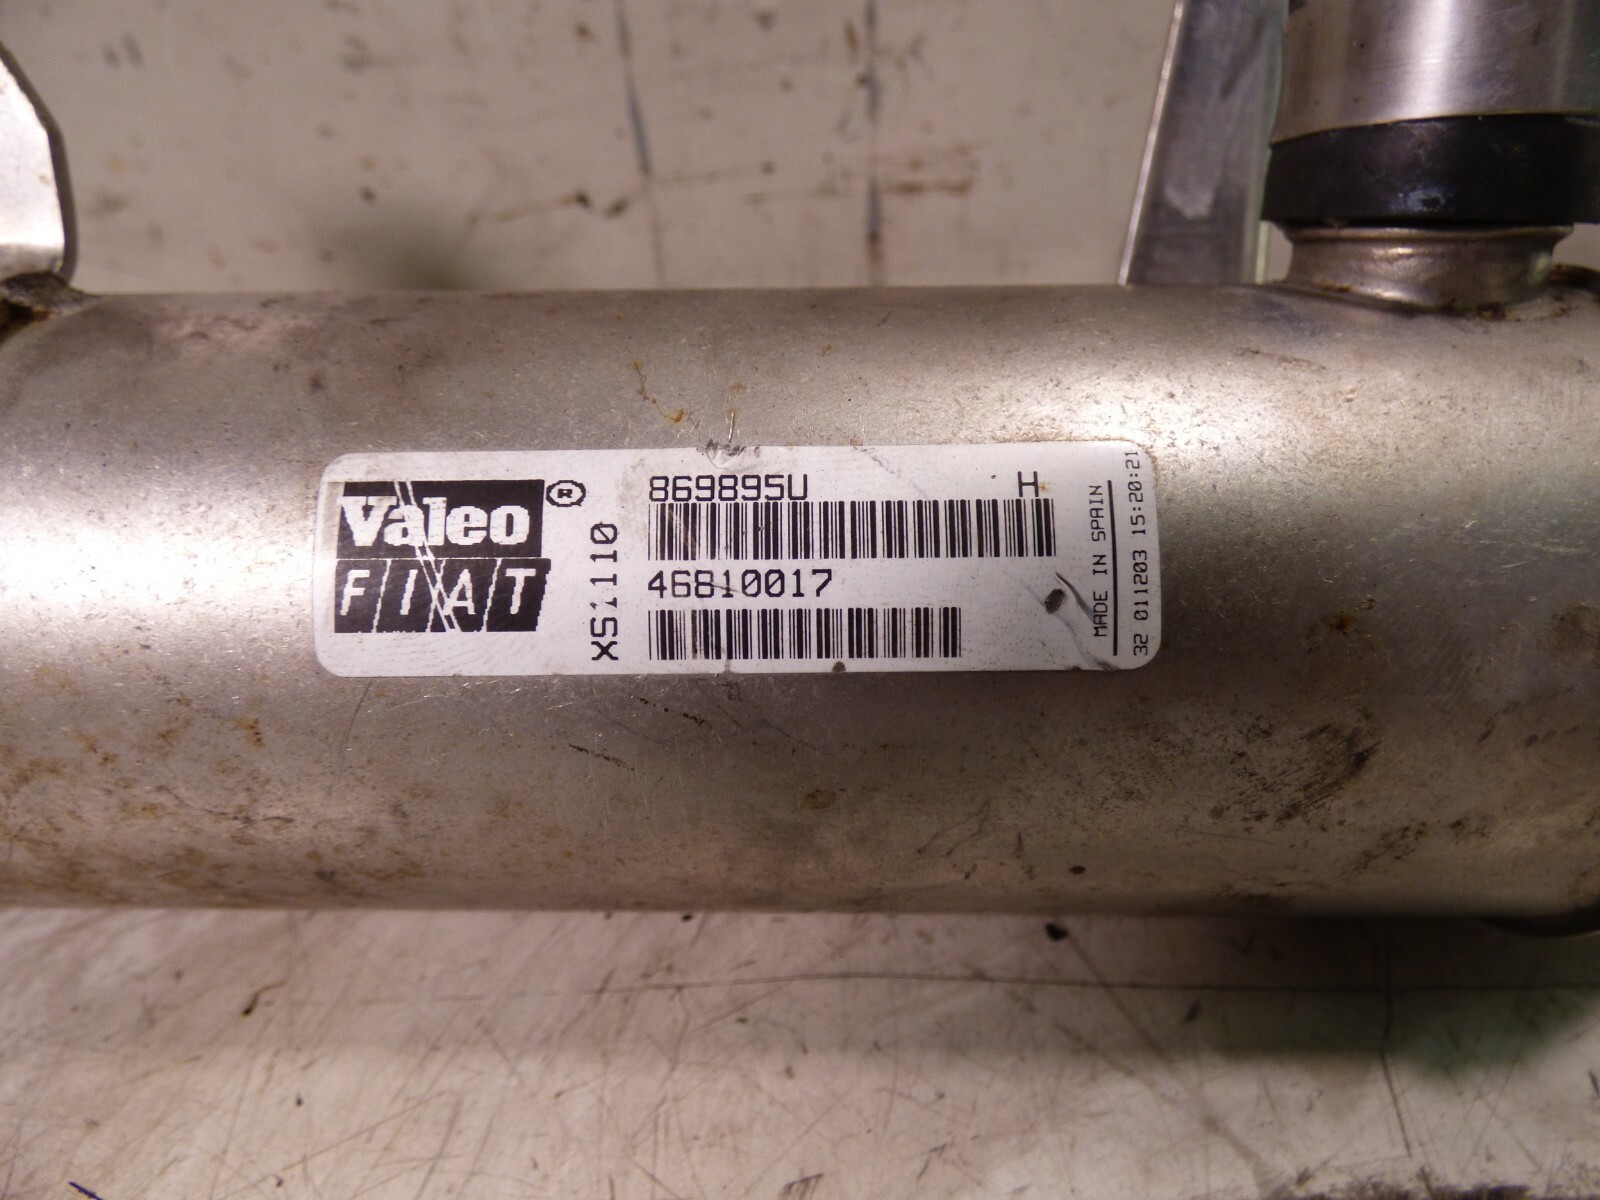 Valeo ®
FIAT
XS1110
869895U H
46810017
MADE IN SPAIN
32 011203 15:20:21